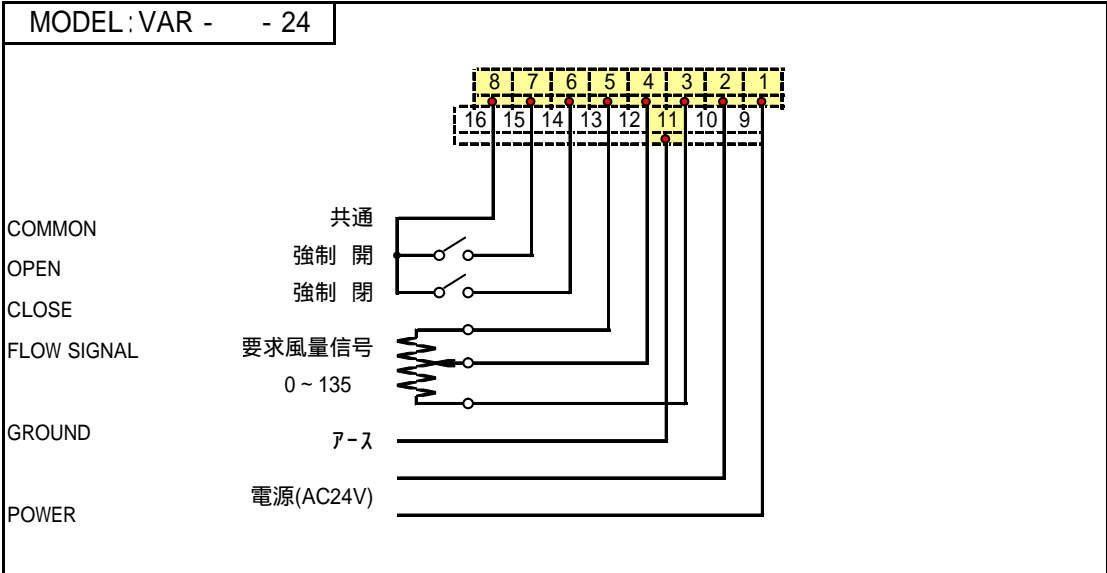 MODEL:VAR -    - 24
8 7 6 5 4 3 2 1
16 15 14 13 12 11 10 9
共通
COMMON
強制 開
OPEN
強制 閉
CLOSE
要求風量信号
FLOW SIGNAL
0 ~ 135
GROUND
ｱｰｽ
電源(AC24V)
POWER